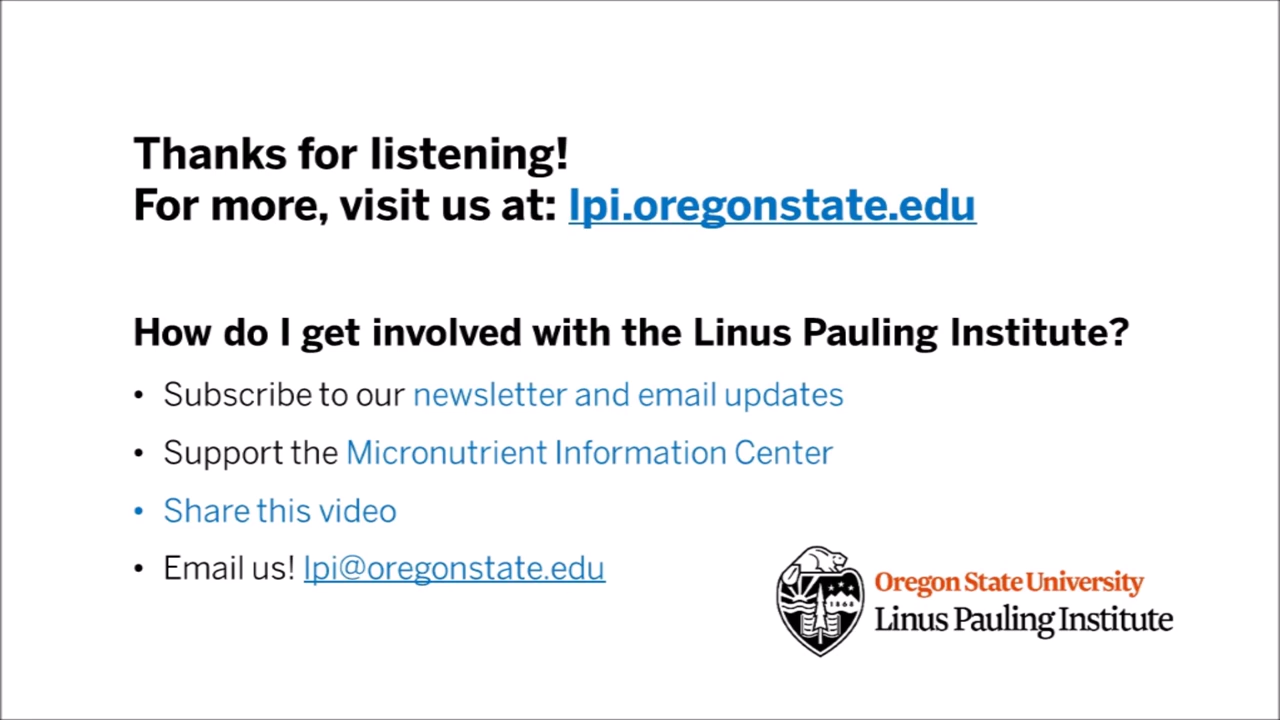 Thanks for listening!
For more, visit us at: lpi.oregonstate.edu
How do I get involved with the Linus Pauling Institute?
• Subscribe to our newsletter and email updates
• Support the Micronutrient Information Center
• Share this video
• Email us! lpi@oregonstate.edu
1868
Oregon State University
Linus Pauling Institute